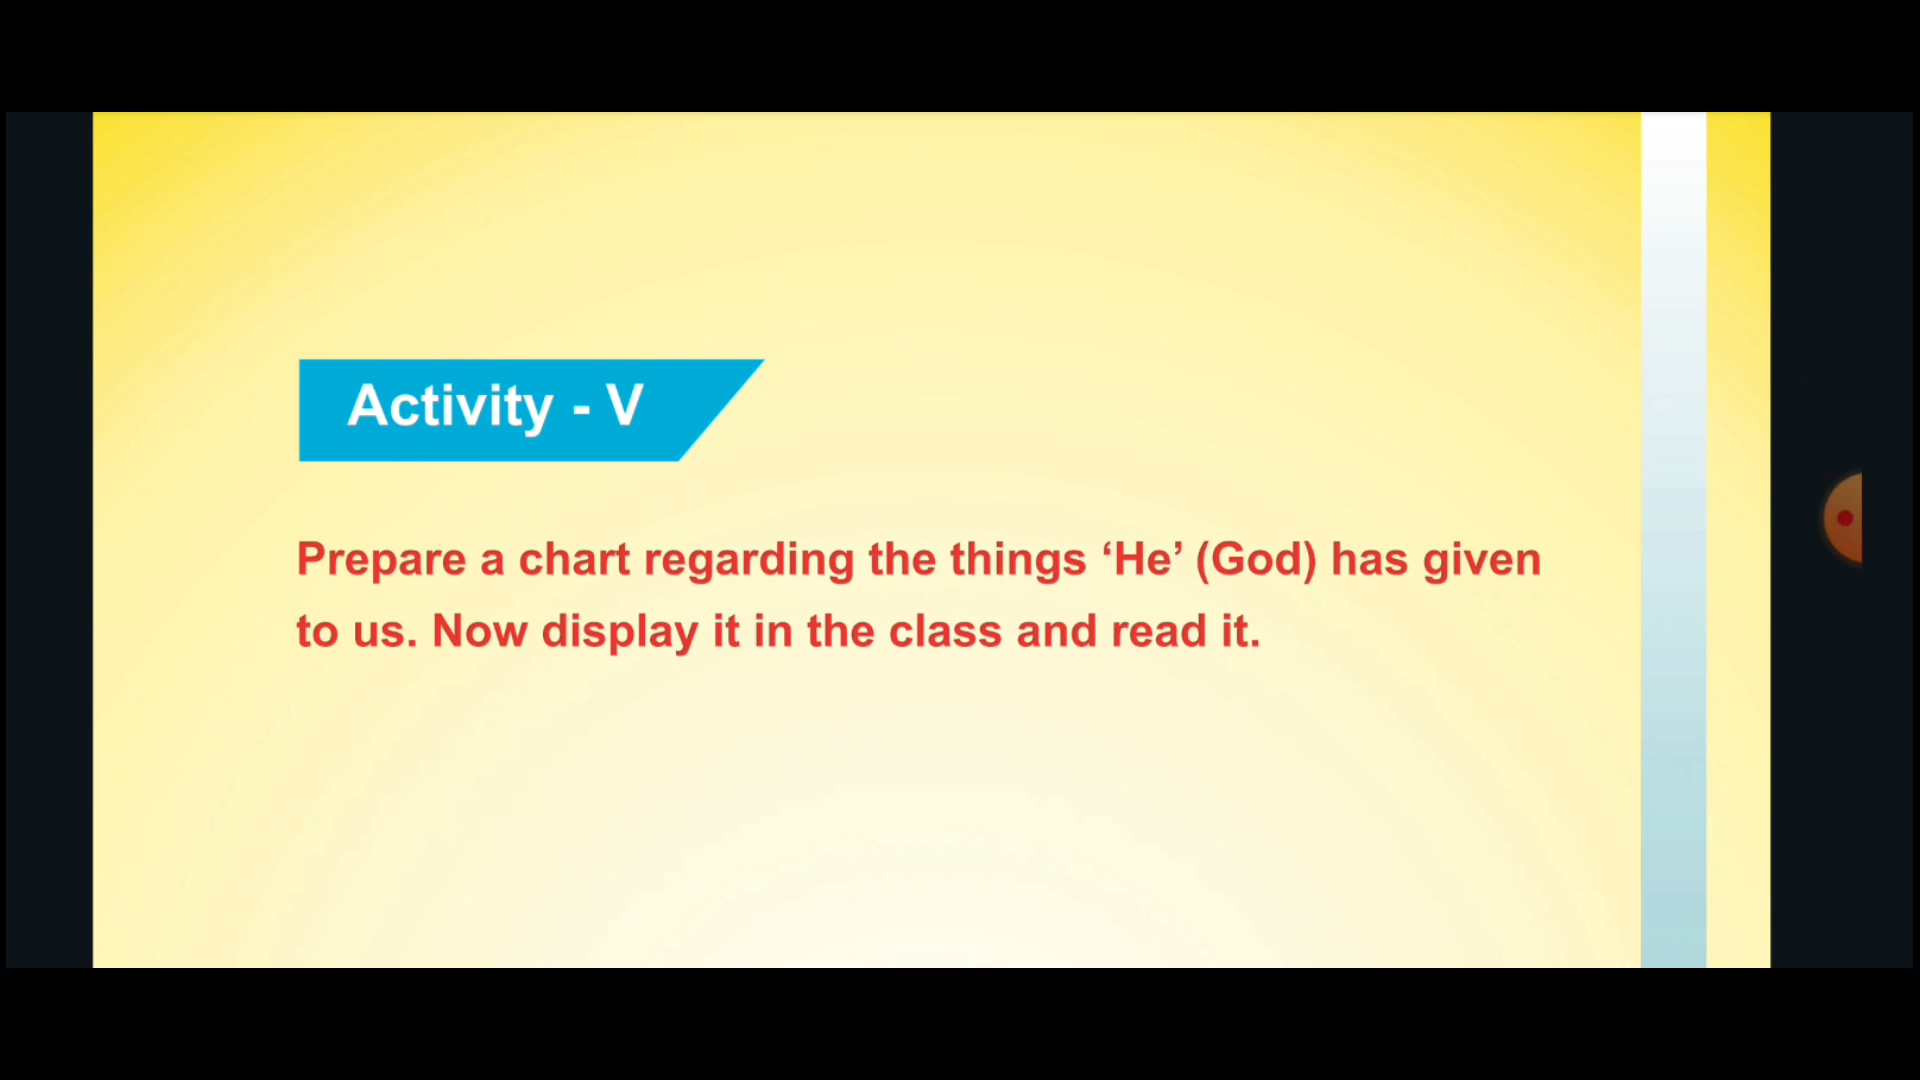 Activity - V
Prepare a chart regarding the things ‘He’ (God) has given
to us. Now display it in the class and read it.